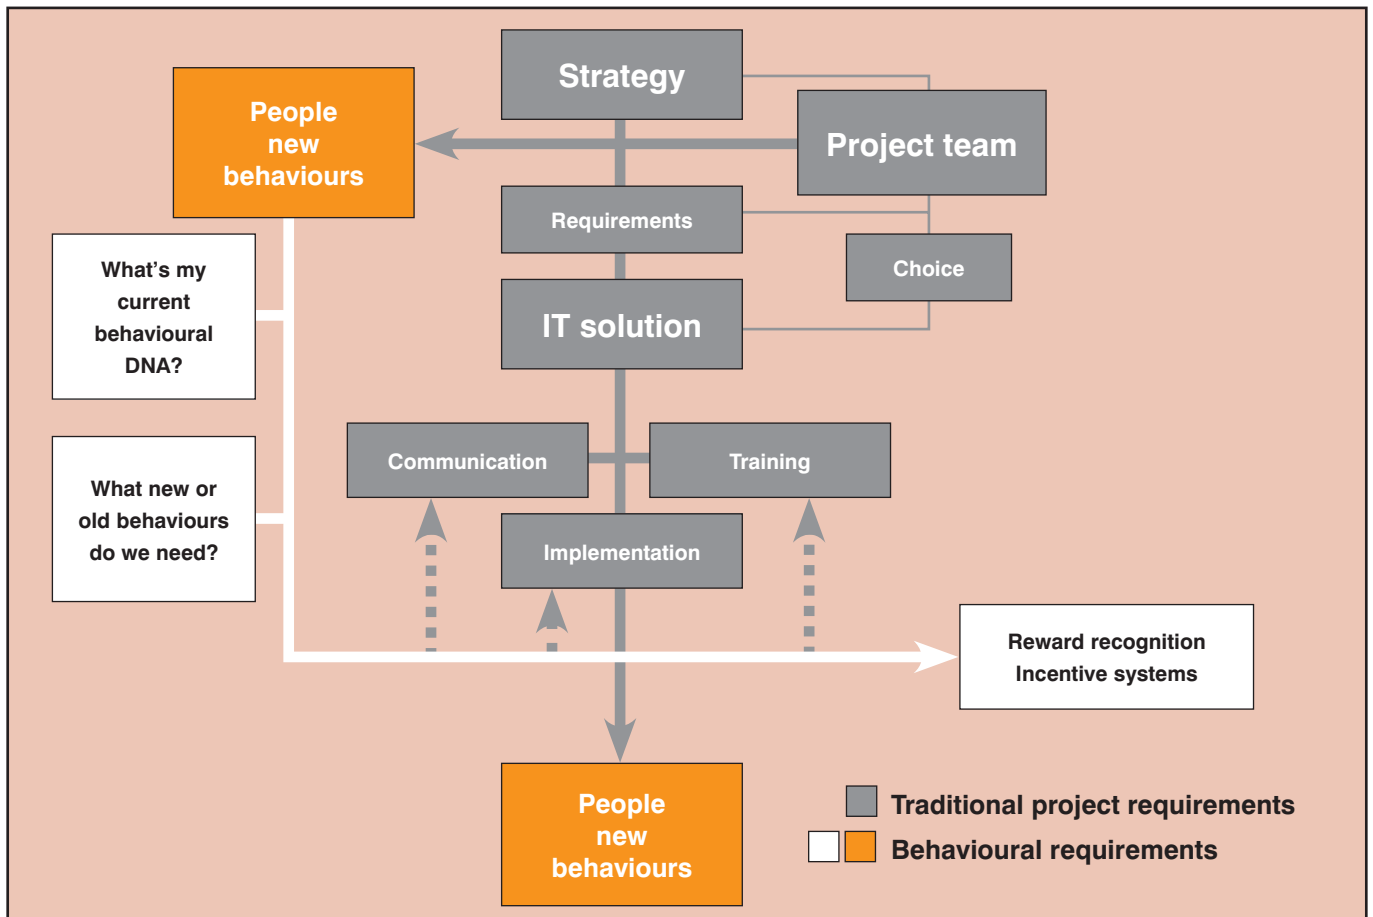 Strategy
People
new
behaviours
Project team
Requirements
What’s my
current
behavioural
DNA?
Choice
IT solution
Communication
Training
What new or
old behaviours
do we need?
Implementation
Reward recognition
Incentive systems
People
new
behaviours
Traditional project requirements
Behavioural requirements